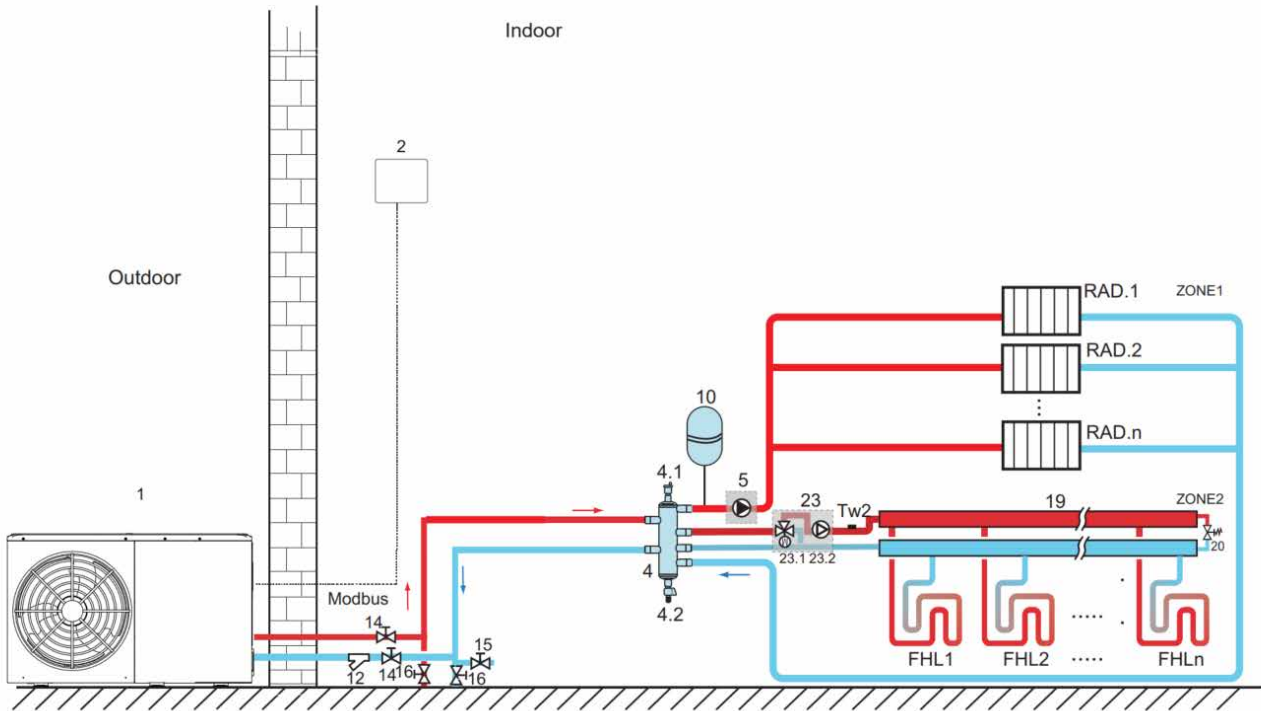 Indoor
2
Outdoor
RAD.1
ZONE1
RAD.2
10
RAD.n
4.1
5
1
23
Tw2
19
ZONE2
20
23.1 23.2
4
Modbus
4.2
14
15
12
14
16
16
FHL1
FHL2
FHLn